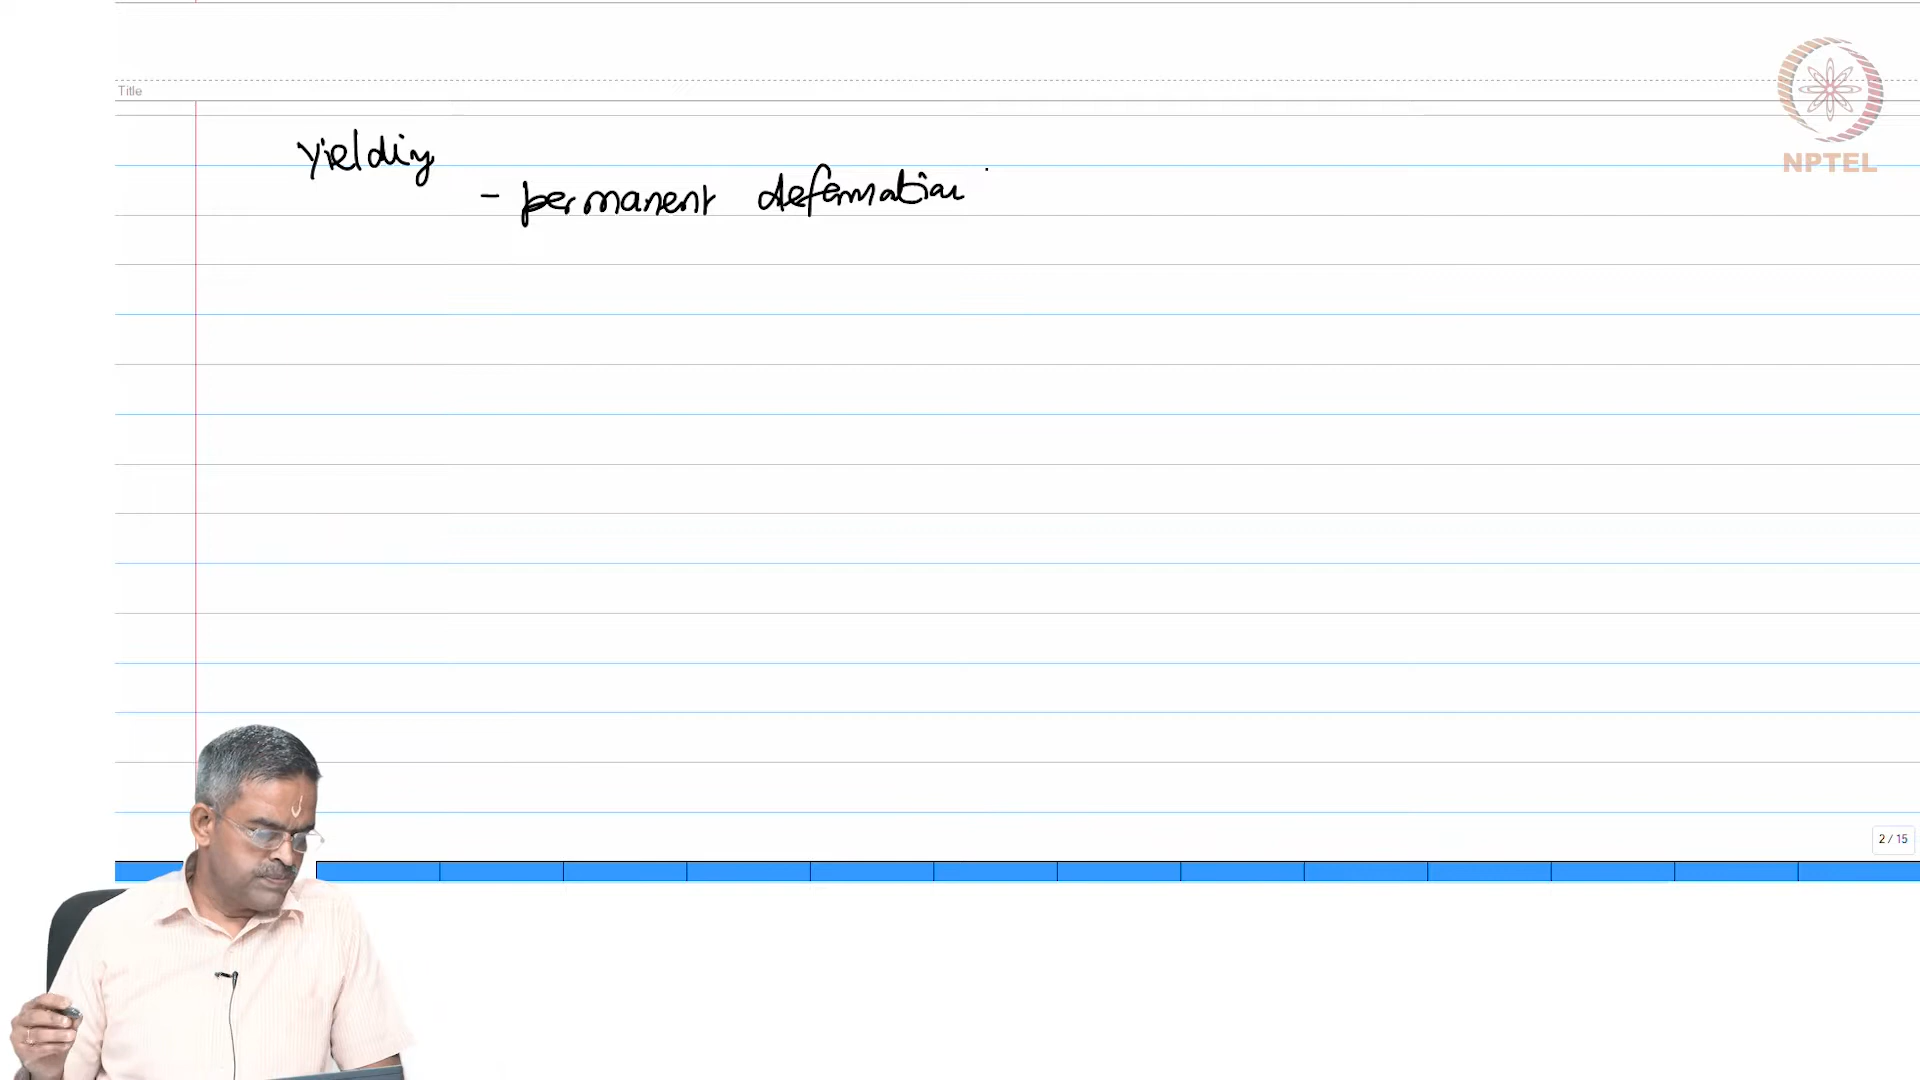 Title
NPTEL
yielding
- permanent deformation
2 / 15